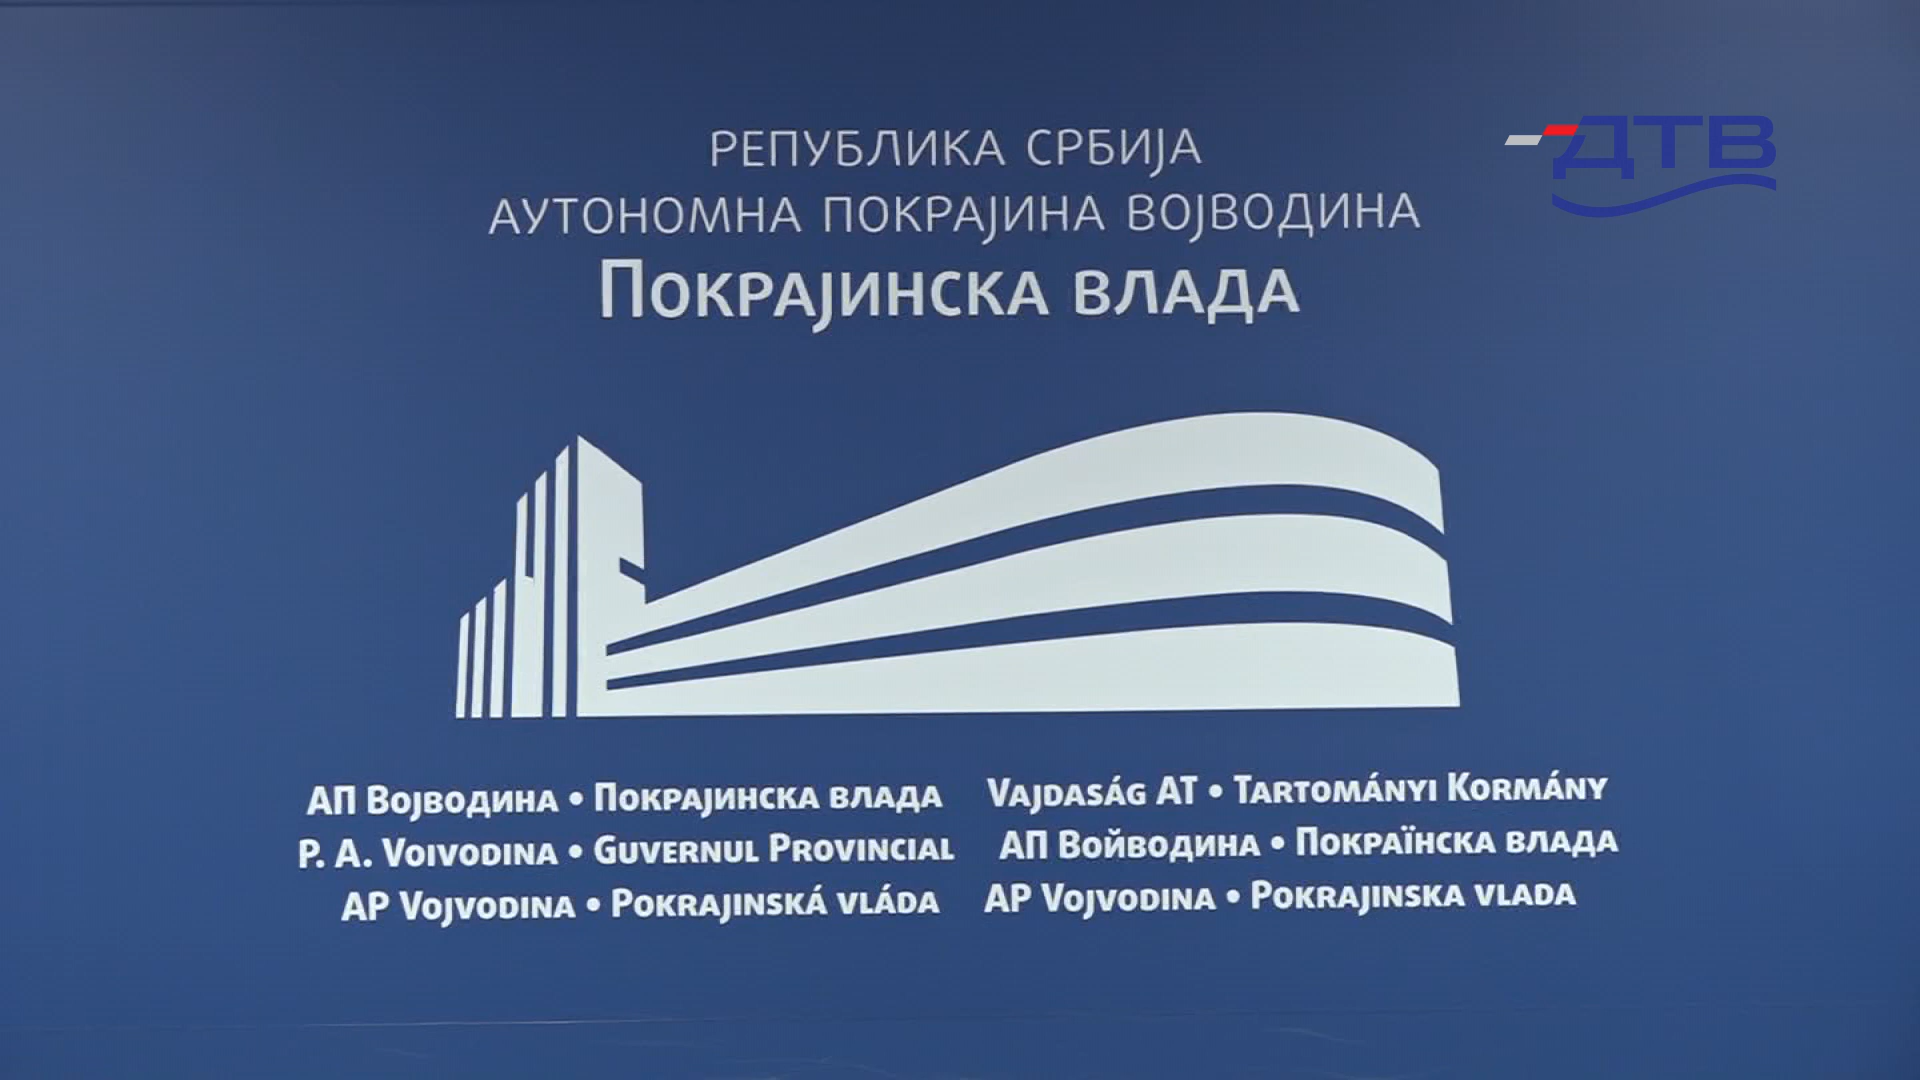 ДТВ
РЕПУБЛИКА СРБИЈА
АУТОНОМНА ПОКРАЈИНА ВОЈВОДИНА
ПОКРАЈИНСКА ВЛАДА
АП ВОЈВОДИНА • ПОКРАЈИНСКА ВЛАДА
VAJDASÁG AT • TARTOMÁNYI KORMÁNY
P. A. VOIVODINA • GUVERNUL PROVINCIAL
АП ВОЙВОДИНА • ПОКРАЇНСКА ВЛАДА
AP VOJVODINA • POKRAJINSKÁ VLÁDA
AP VOJVODINA • POKRAJINSKA VLADA